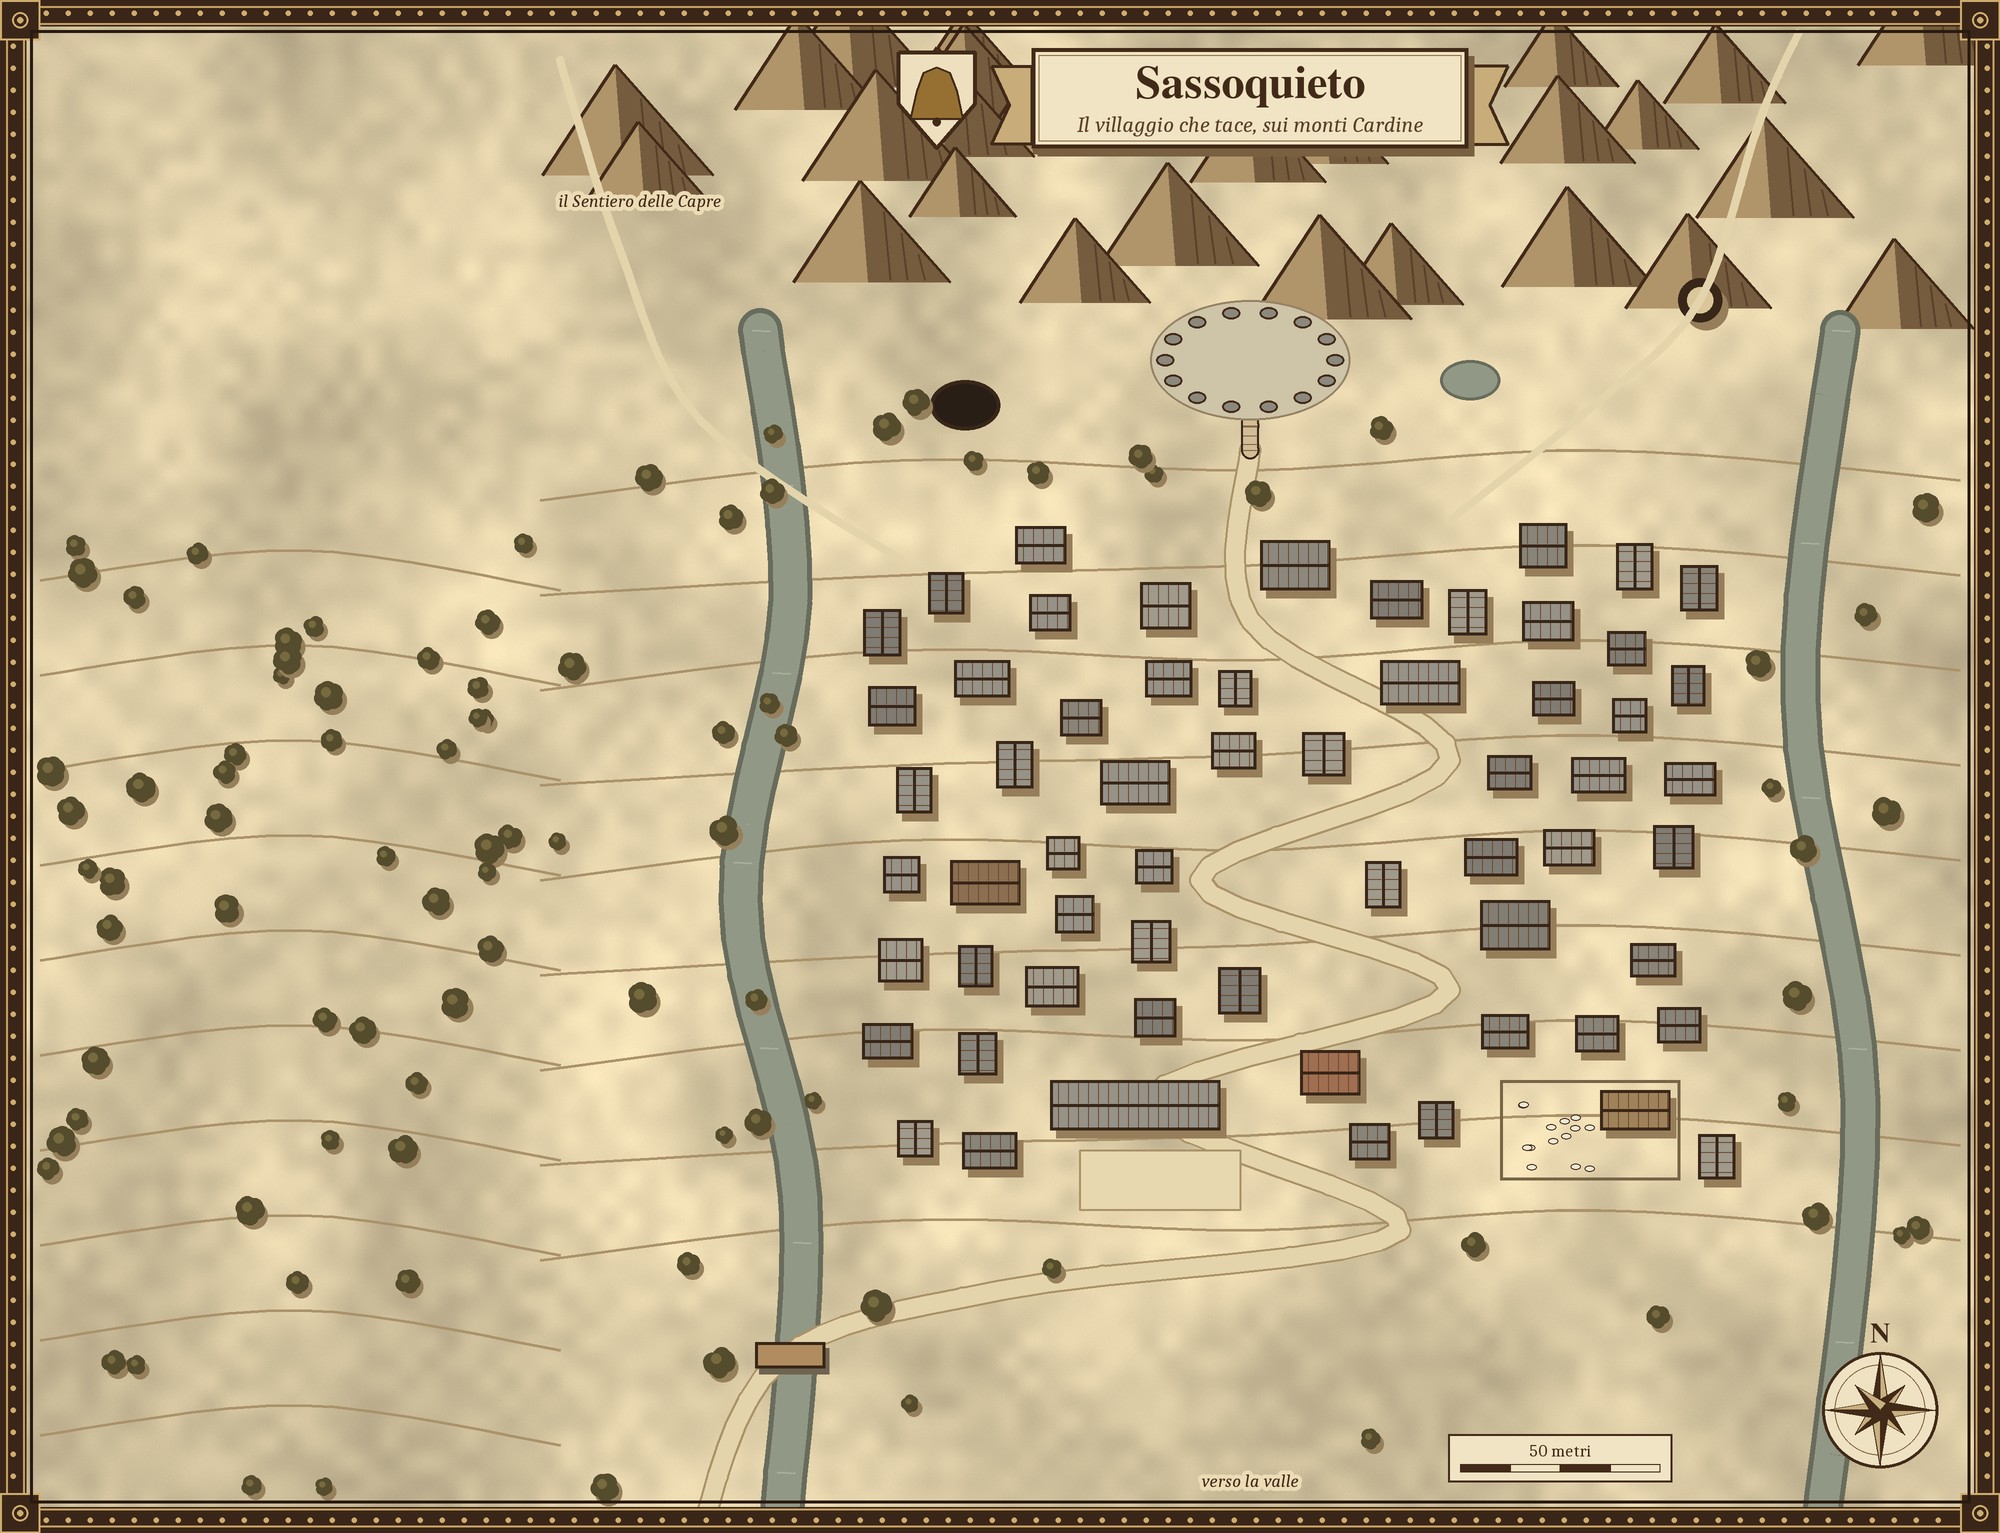 Sassoquieto
Il villaggio che tace, sui monti Cardine
il Sentiero delle Capre
N
50 metri
verso la valle